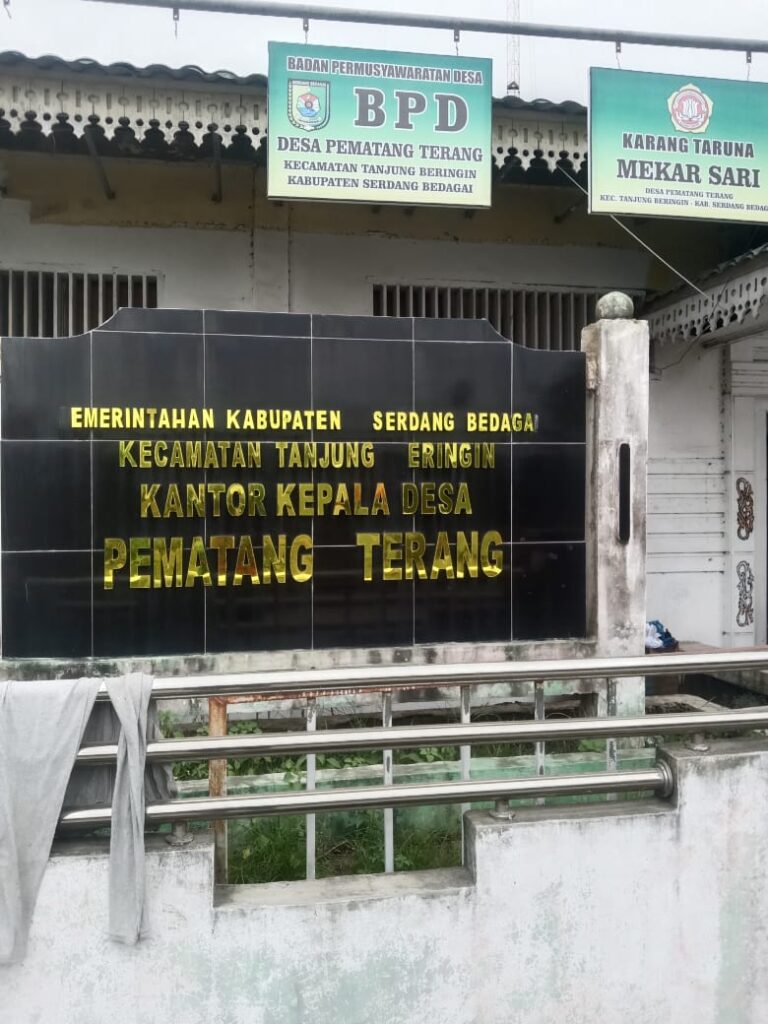 BADAN PERMUSYAWARATAN DESA
BPD
DESA PEMATANG TERANG
KECAMATAN TANJUNG BERINGIN
KABUPATEN SERDANG BEDAGAI
KARANG TARUNA
MEKAR SARI
DESA PEMATANG TERANG
KEC. TANJUNG BERINGIN - KAB. SERDANG BEDAGA
EMERINTAHAN KABUPATEN SERDANG BEDAGA
KECAMATAN TANJUNG ERINGIN
KANTOR KEPALA DESA
PEMATANG TERANG